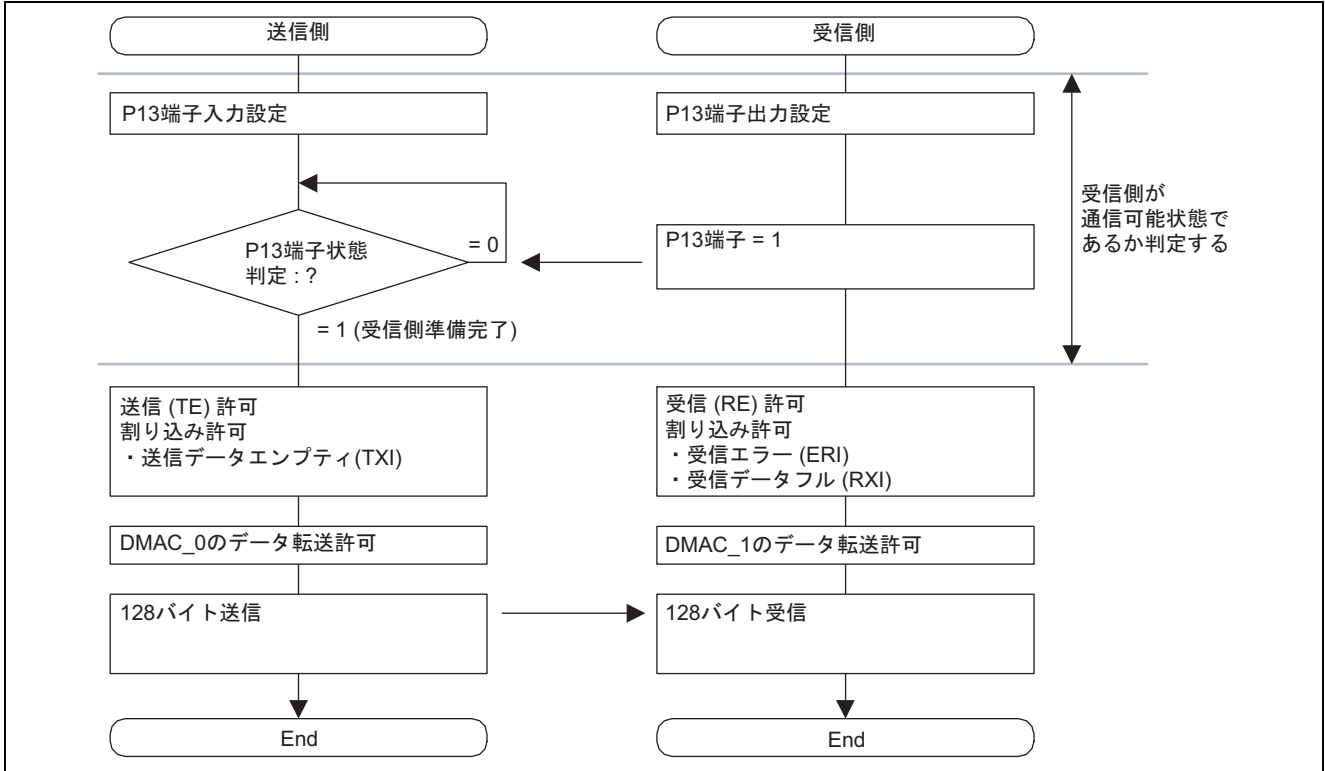 送信側
P13端子入力設定
P13端子状態
判定 : ?
= 0
= 1 (受信側準備完了)
送信 (TE) 許可
割り込み許可
・送信データエンプティ(TXI)
DMAC_0のデータ転送許可
128バイト送信
End
受信側
P13端子出力設定
P13端子 = 1
受信 (RE) 許可
割り込み許可
・受信エラー (ERI)
・受信データフル (RXI)
DMAC_1のデータ転送許可
128バイト受信
End
受信側が
通信可能状態で
あるか判定する